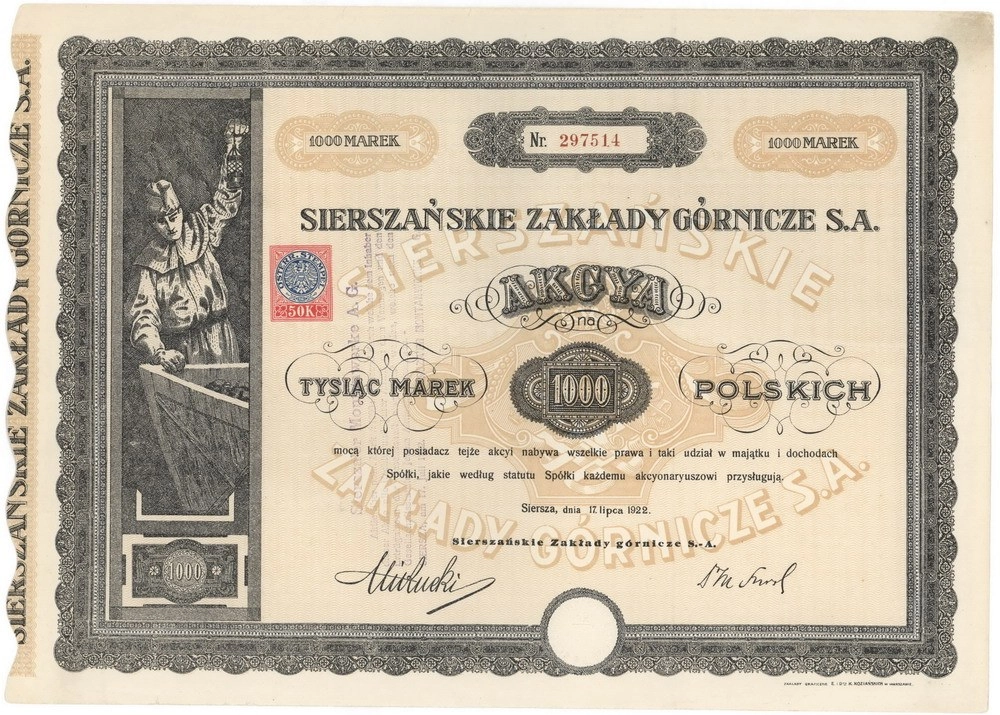 SIERSZAŃSKIE ZAKŁADY GÓRNICZE S.A.
1000 MAREK
Nr. 297514
1000 MAREK
SIERSZAŃSKIE ZAKŁADY GÓRNICZE S.A.
SIERSZAŃSKIE
ÖSTERR. STEMPEL
50K
AKCYA
na
TYSIĄC MAREK
1000
POLSKICH
mocą której posiadacz tejże akcyi nabywa wszelkie prawa i taki udział w majątku i dochodach
Spółki, jakie według statutu Spółki każdemu akcyonaryuszowi przysługują.
ZAKŁADY GÓRNICZE S.A.
Siersza, dnia 17. lipca 1922.
Sierszańskie Zakłady górnicze S.-A.
1000